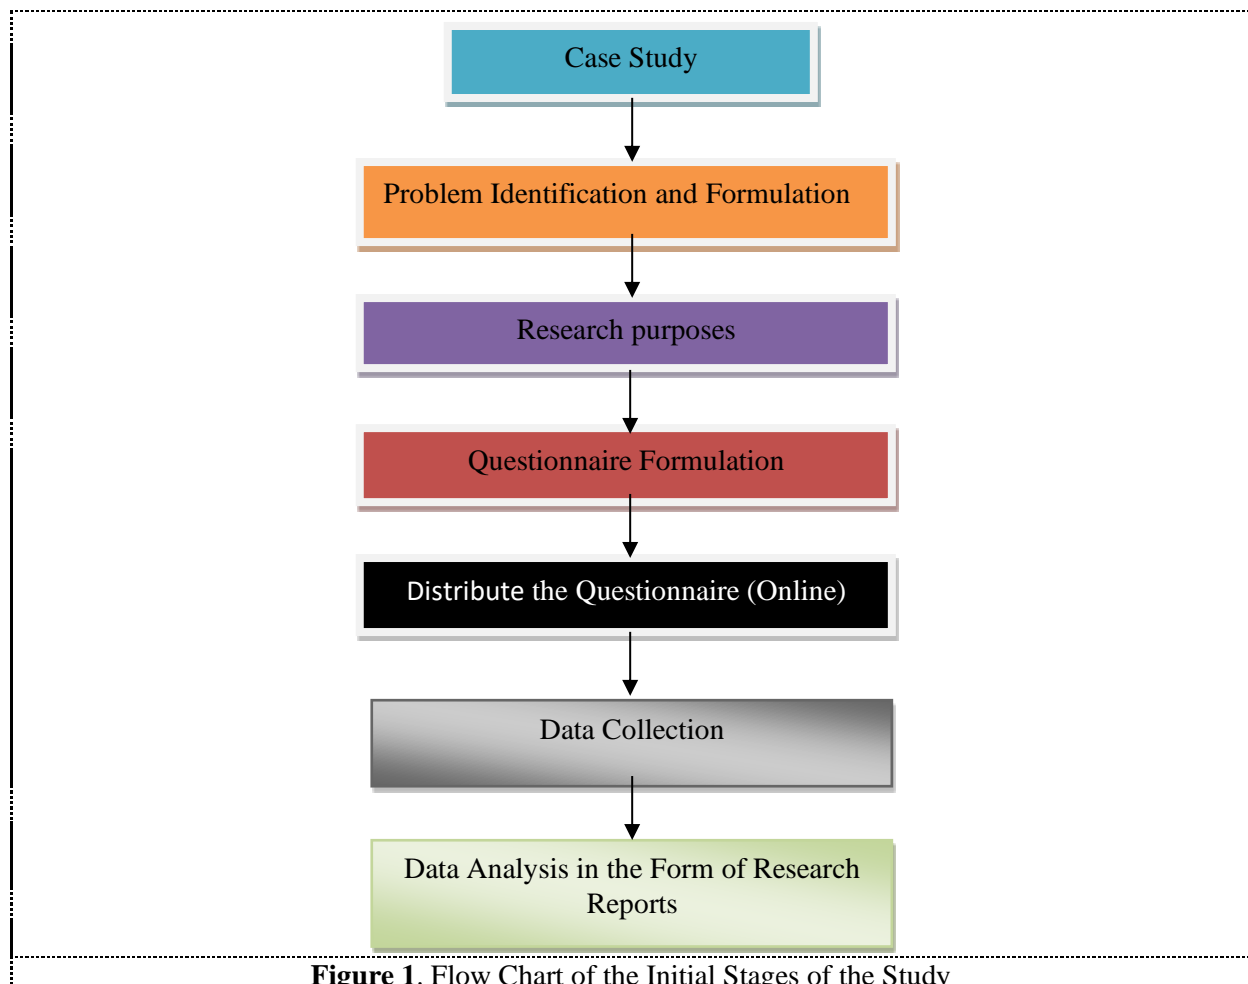 Case Study
Problem Identification and Formulation
Research purposes
Questionnaire Formulation
Distribute the Questionnaire (Online)
Data Collection
Data Analysis in the Form of Research
Reports
Figure 1. Flow Chart of the Initial Stages of the Study